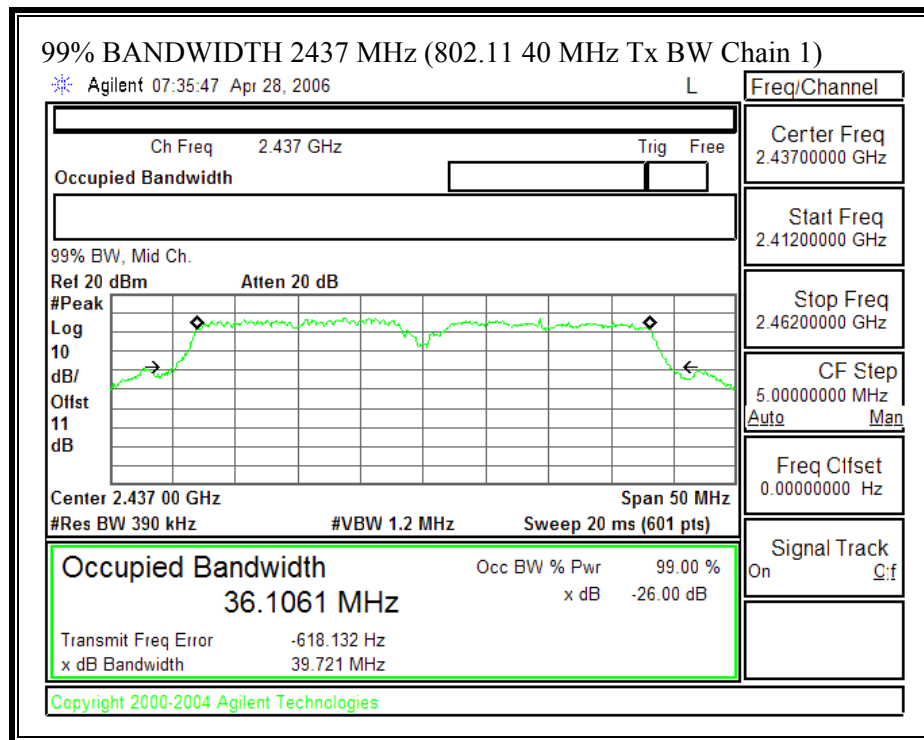 99% BANDWIDTH 2437 MHz (802.11 40 MHz Tx BW Chain 1)
Agilent 07:35:47 Apr 28, 2006 L
Freq/Channel
Ch Freq 2.437 GHz Trig Free
Occupied Bandwidth
99% BW, Mid Ch.
Ref 20 dBm Atten 20 dB
#Peak
Log
10
dB/
Offst
11
dB
Center 2.437 00 GHz Span 50 MHz
#Res BW 390 kHz #VBW 1.2 MHz Sweep 20 ms (601 pts)
Occupied Bandwidth Occ BW % Pwr 99.00 %
36.1061 MHz x dB -26.00 dB
Transmit Freq Error -618.132 Hz
x dB Bandwidth 39.721 MHz
Copyright 2000-2004 Agilent Technologies
Center Freq
2.43700000 GHz
Start Freq
2.41200000 GHz
Stop Freq
2.46200000 GHz
CF Step
5.00000000 MHz
Auto Man
Freq Offset
0.00000000 Hz
Signal Track
On Off